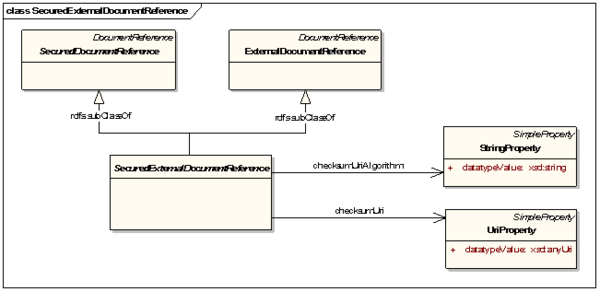 class SecuredExternalDocumentReference
DocumentReference
SecuredDocumentReference
DocumentReference
ExternalDocumentReference
rdfs:subClassOf
rdfs:subClassOf
SecuredExternalDocumentReference
checksumUriAlgorithm
SimpleProperty
StringProperty
+ datatypeValue: xsd:string
checksumUri
SimpleProperty
UriProperty
+ datatypeValue: xsd:anyUri